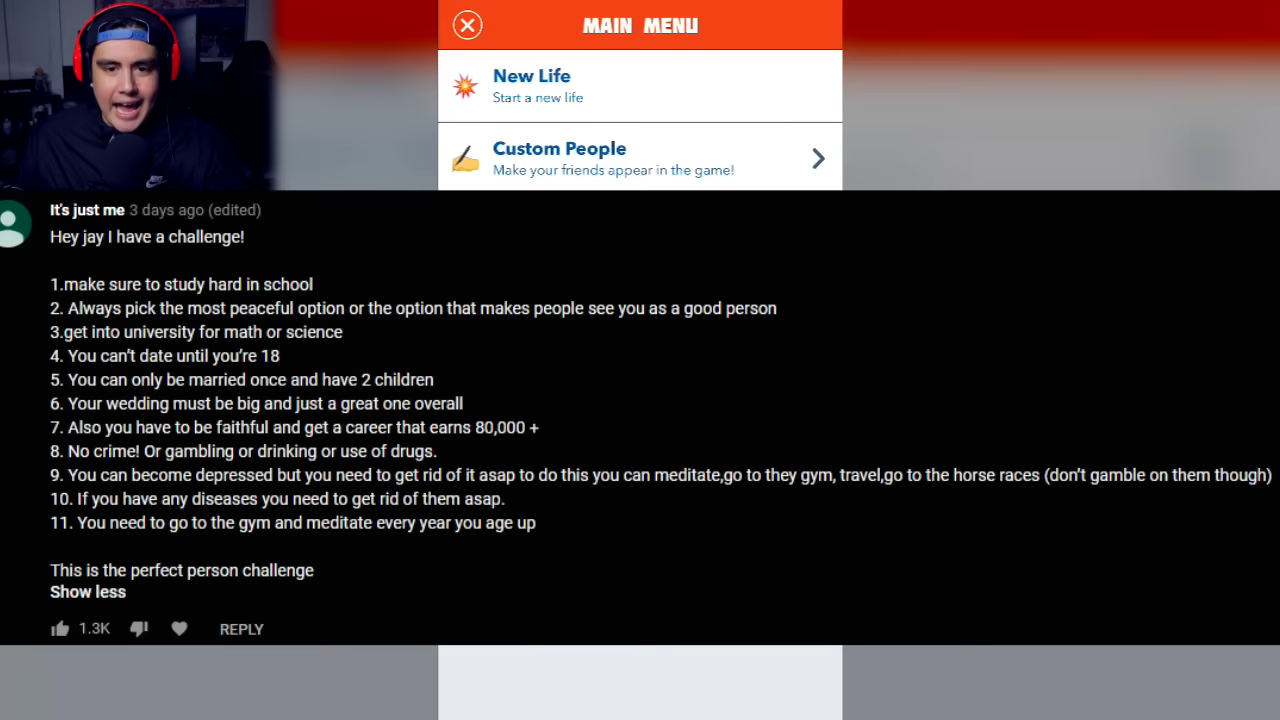 MAIN MENU
New Life
Start a new life
Custom People
Make your friends appear in the game!
It's just me 3 days ago (edited)
Hey jay I have a challenge!
1.make sure to study hard in school
2. Always pick the most peaceful option or the option that makes people see you as a good person
3.get into university for math or science
4. You can't date until you're 18
5. You can only be married once and have 2 children
6. Your wedding must be big and just a great one overall
7. Also you have to be faithful and get a career that earns 80,000 +
8. No crime! Or gambling or drinking or use of drugs.
9. You can become depressed but you need to get rid of it asap to do this you can meditate,go to they gym, travel,go to the horse races (don't gamble on them though)
10. If you have any diseases you need to get rid of them asap.
11. You need to go to the gym and meditate every year you age up
This is the perfect person challenge
Show less
1.3K REPLY